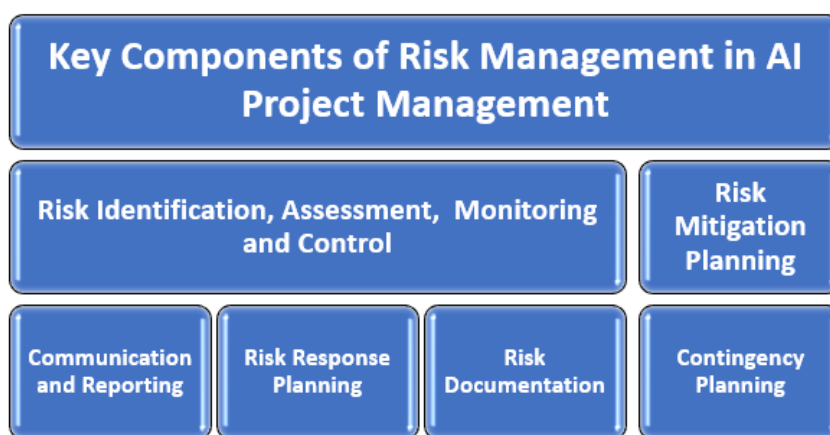 Key Components of Risk Management in AI
Project Management
Risk Identification, Assessment, Monitoring
and Control
Risk
Mitigation
Planning
Communication
and Reporting
Risk Response
Planning
Risk
Documentation
Contingency
Planning